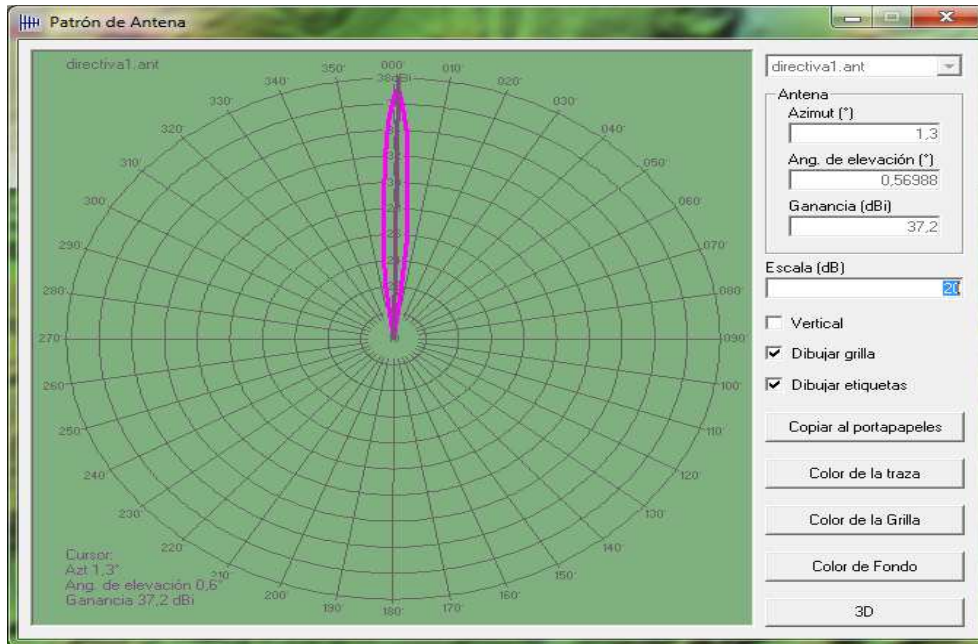 Patrón de Antena
directiva1.ant
350°
000°
010°
38dBi
340°
020°
330°
030°
320°
040°
310°
050°
300°
060°
290°
070°
280°
080°
270°
090°
260°
100°
250°
110°
240°
120°
230°
130°
220°
140°
210°
150°
200°
160°
190°
180°
170°
Cursor:
Azt 1,3°
Ang. de elevación 0,6°
Ganancia 37,2 dBi
directiva1.ant
Antena
Azimut (°)
1,3
Ang. de elevación (°)
0,56988
Ganancia (dBi)
37,2
Escala (dB)
20
Vertical
Dibujar grilla
Dibujar etiquetas
Copiar al portapapeles
Color de la traza
Color de la Grilla
Color de Fondo
3D